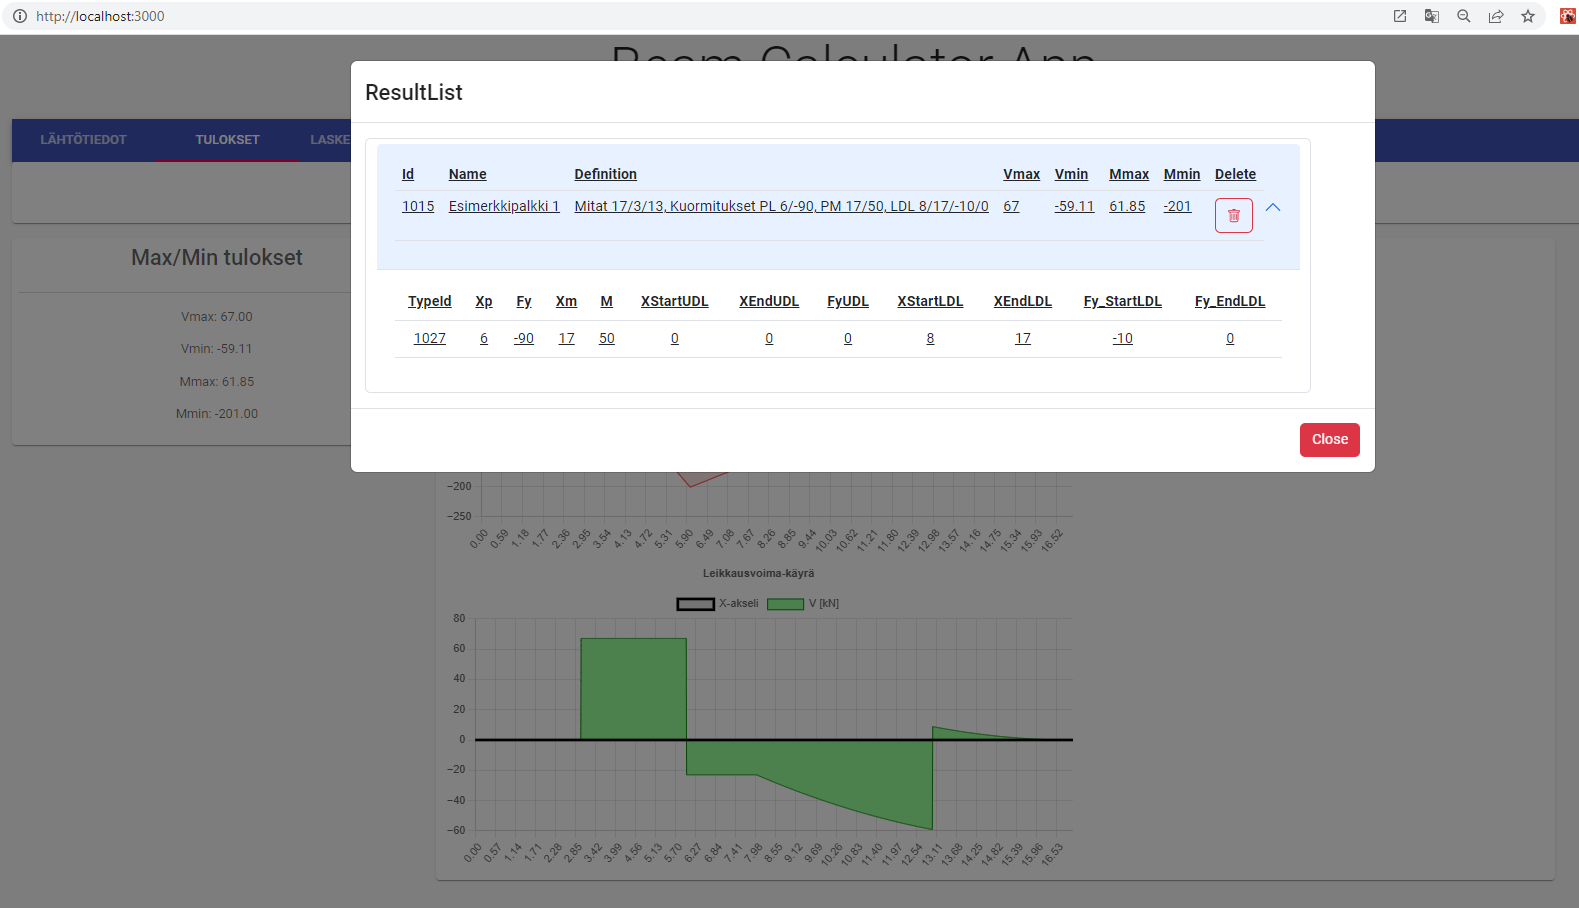 http://localhost:3000
Beam Calculator App
ResultList
LÄHTÖTIEDOT TULOKSET LASKE
Id Name Definition Vmax Vmin Mmax Mmin Delete
1015 Esimerkkipalkki 1 Mitat 17/3/13, Kuormitukset PL 6/-90, PM 17/50, LDL 8/17/-10/0 67 -59.11 61.85 -201
TypeId Xp Fy Xm M XStartUDL XEndUDL FyUDL XStartLDL XEndLDL Fy_StartLDL Fy_EndLDL
1027 6 -90 17 50 0 0 0 8 17 -10 0
Close
Max/Min tulokset
Vmax: 67.00
Vmin: -59.11
Mmax: 61.85
Mmin: -201.00
−200
−250
0.00 0.59 1.18 1.77 2.36 2.95 3.54 4.13 4.72 5.31 5.90 6.49 7.08 7.67 8.26 8.85 9.44 10.03 10.62 11.21 11.80 12.39 12.98 13.57 14.16 14.75 15.34 15.93 16.52
Leikkausvoima-käyrä
X-akseli V [kN]
80
60
40
20
0
−20
−40
−60
0.00 0.57 1.14 1.71 2.28 2.85 3.42 3.99 4.56 5.13 5.70 6.27 6.84 7.41 7.98 8.55 9.12 9.69 10.26 10.83 11.40 11.97 12.54 13.11 13.68 14.25 14.82 15.39 15.96 16.53